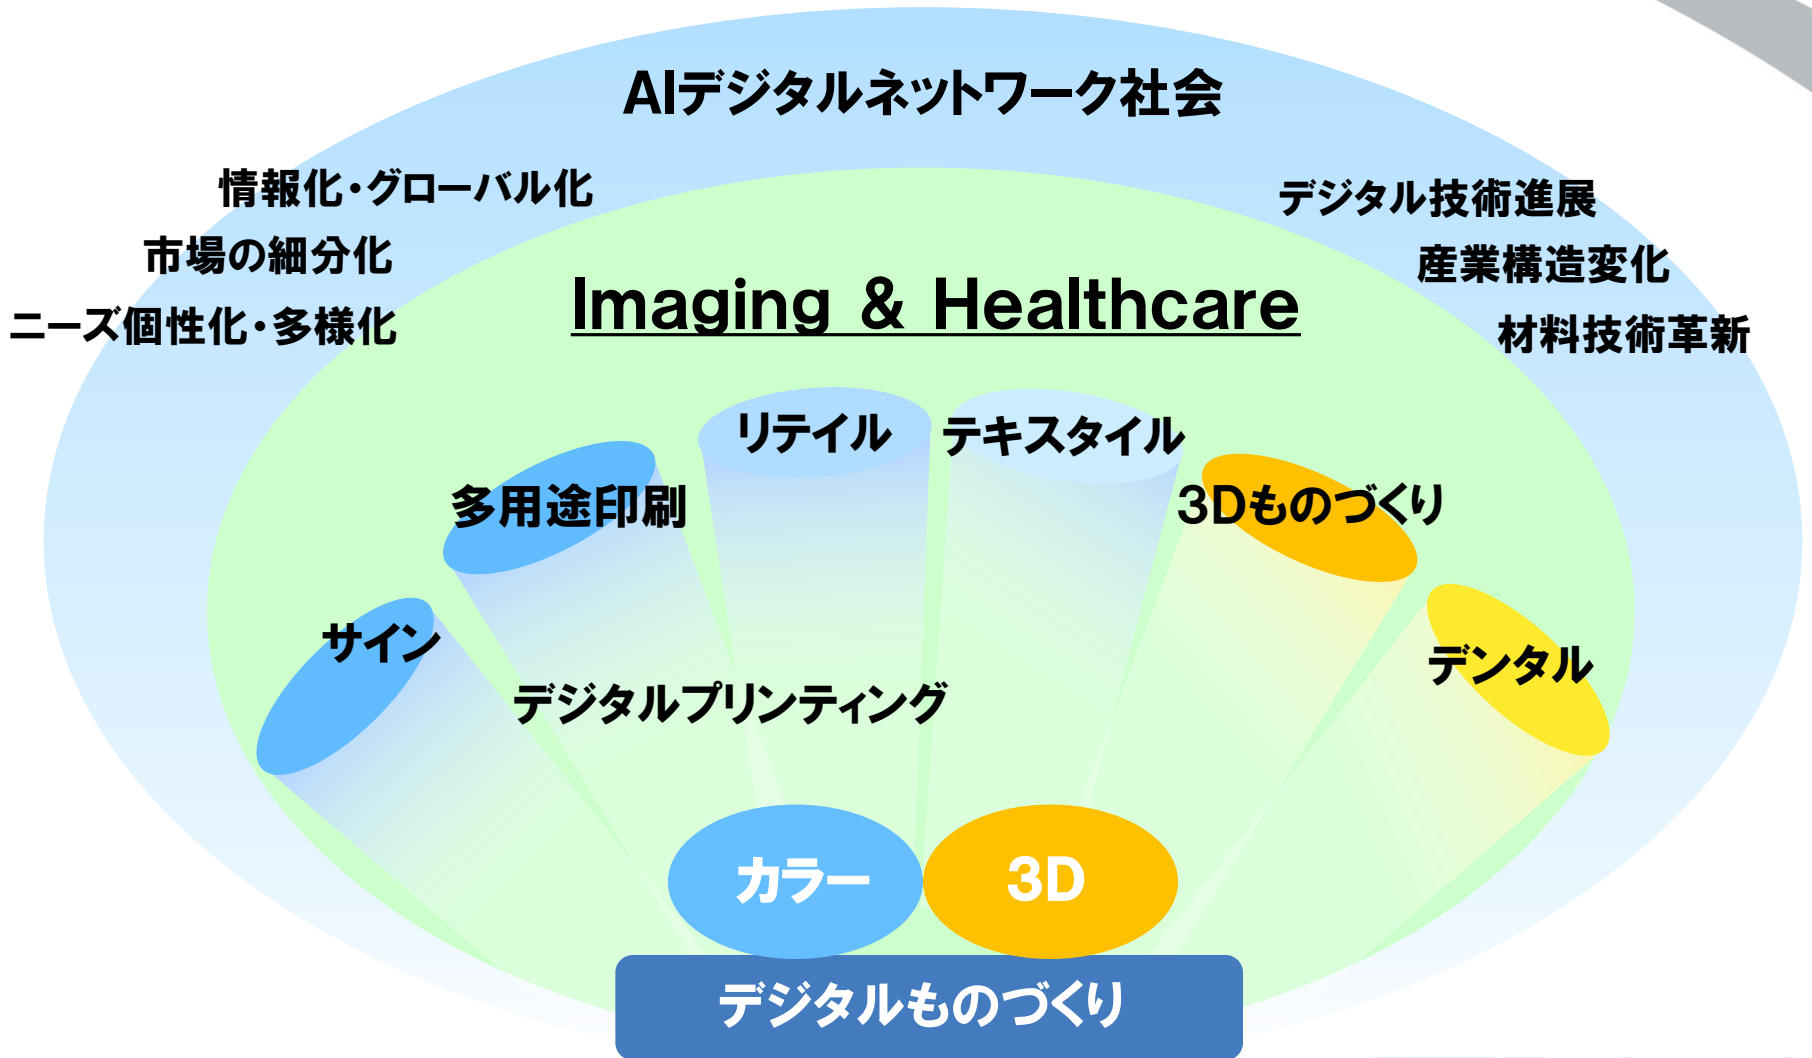 AIデジタルネットワーク社会
情報化・グローバル化
市場の細分化
ニーズ個性化・多様化
デジタル技術進展
産業構造変化
材料技術革新
Imaging & Healthcare
リテイル
テキスタイル
多用途印刷
3Dものづくり
サイン
デンタル
デジタルプリンティング
カラー
3D
デジタルものづくり